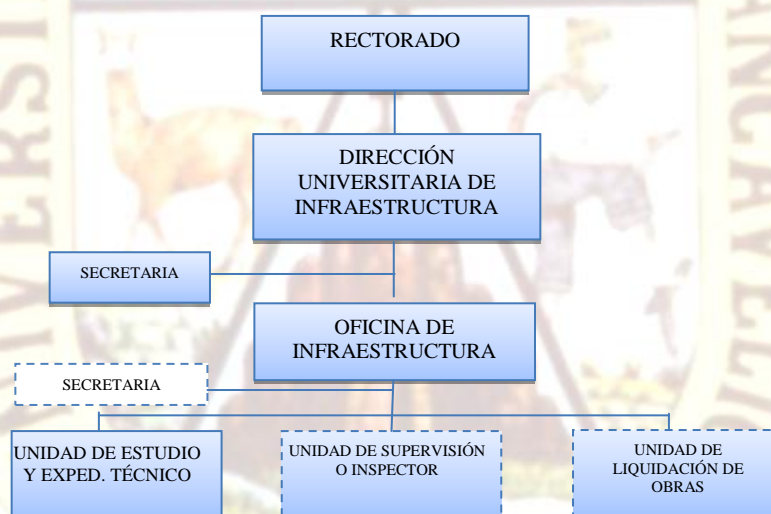 RECTORADO
DIRECCIÓN
UNIVERSITARIA DE
INFRAESTRUCTURA
SECRETARIA
OFICINA DE
INFRAESTRUCTURA
SECRETARIA
UNIDAD DE ESTUDIO
Y EXPED. TÉCNICO
UNIDAD DE SUPERVISIÓN
O INSPECTOR
UNIDAD DE
LIQUIDACIÓN DE
OBRAS